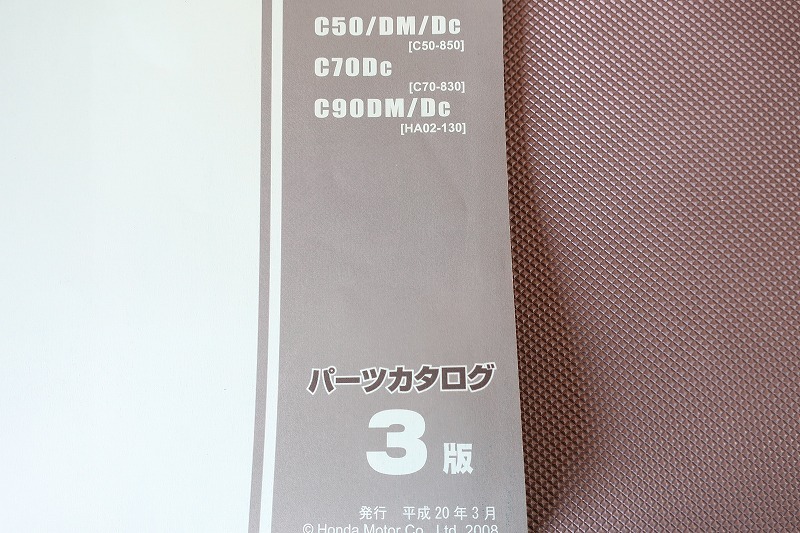 C50/DM/Dc
[C50-850]
C70Dc
[C70-830]
C90DM/Dc
[HA02-130]
パーツカタログ
3版
発行 平成20年3月
© Honda Motor Co., Ltd. 2008